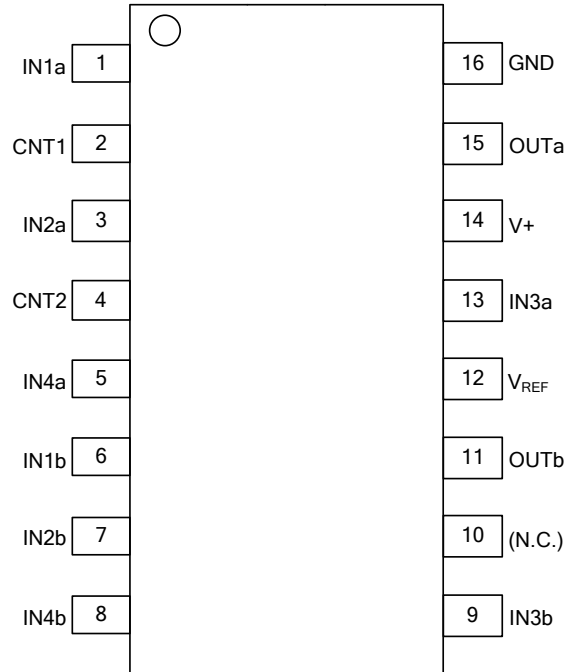 IN1a 1 16 GND
CNT1 2 15 OUTa
IN2a 3 14 V+
CNT2 4 13 IN3a
IN4a 5 12 VREF
IN1b 6 11 OUTb
IN2b 7 10 (N.C.)
IN4b 8 9 IN3b